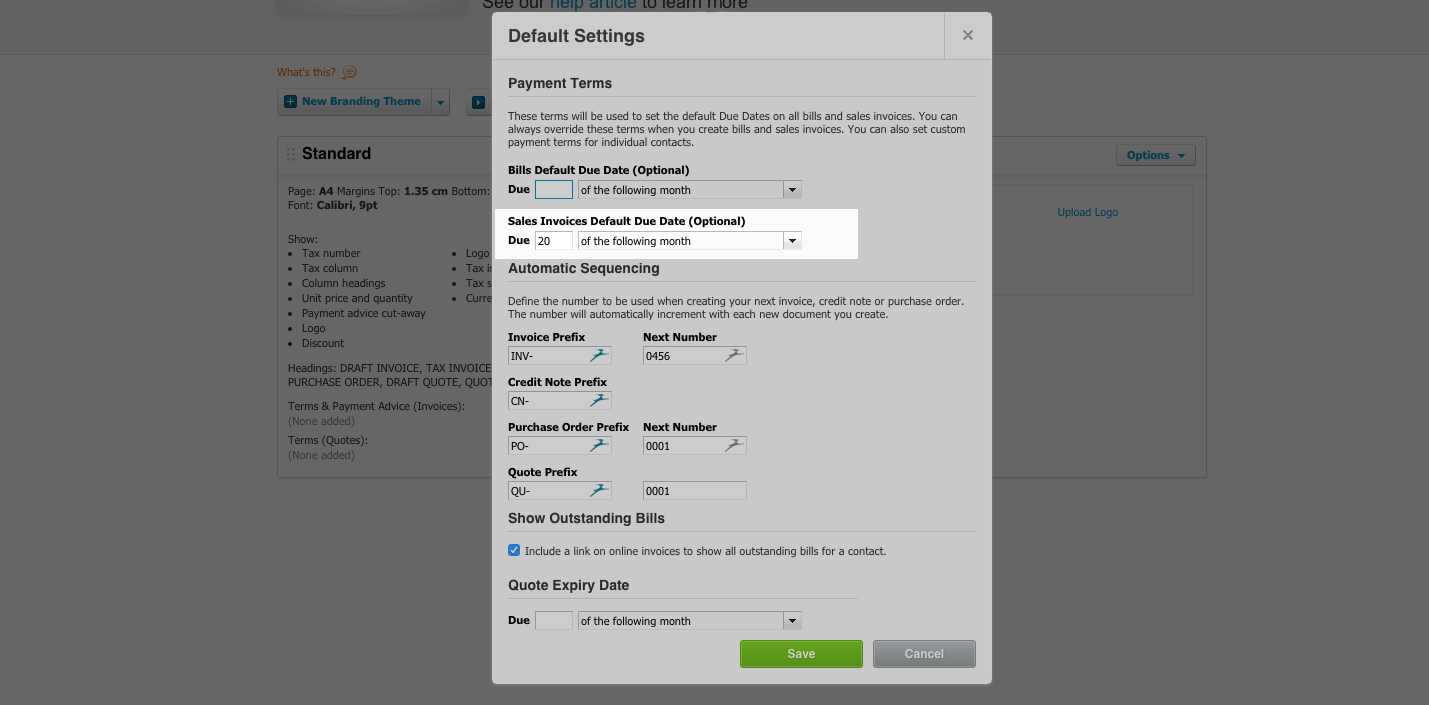 See our help article to learn more
Default Settings
What's this?
New Branding Theme
Standard
Options
Page: A4 Margins Top: 1.35 cm Bottom:
Font: Calibri, 9pt
Upload Logo
Show:
Tax number
Tax column
Column headings
Unit price and quantity
Payment advice cut-away
Logo
Discount
Logo
Tax
Tax
Headings: DRAFT INVOICE, TAX INVOICE
PURCHASE ORDER, DRAFT QUOTE,
Terms & Payment Advice (Invoices):
(None added)
Terms (Quotes):
(None added)
Payment Terms
These terms will be used to set the default Due Dates on all bills and sales invoices. You can
always override these terms when you create bills and sales invoices. You can also set custom
payment terms for individual contacts.
Bills Default Due Date (Optional)
Due of the following month
Sales Invoices Default Due Date (Optional)
Due 20 of the following month
Automatic Sequencing
Define the number to be used when creating your next invoice, credit note or purchase order.
The number will automatically increment with each new document you create.
Invoice Prefix Next Number
INV- 0456
Credit Note Prefix
CN-
Purchase Order Prefix Next Number
PO- 0001
Quote Prefix
QU- 0001
Show Outstanding Bills
Include a link on online invoices to show all outstanding bills for a contact.
Quote Expiry Date
Due of the following month
Save Cancel